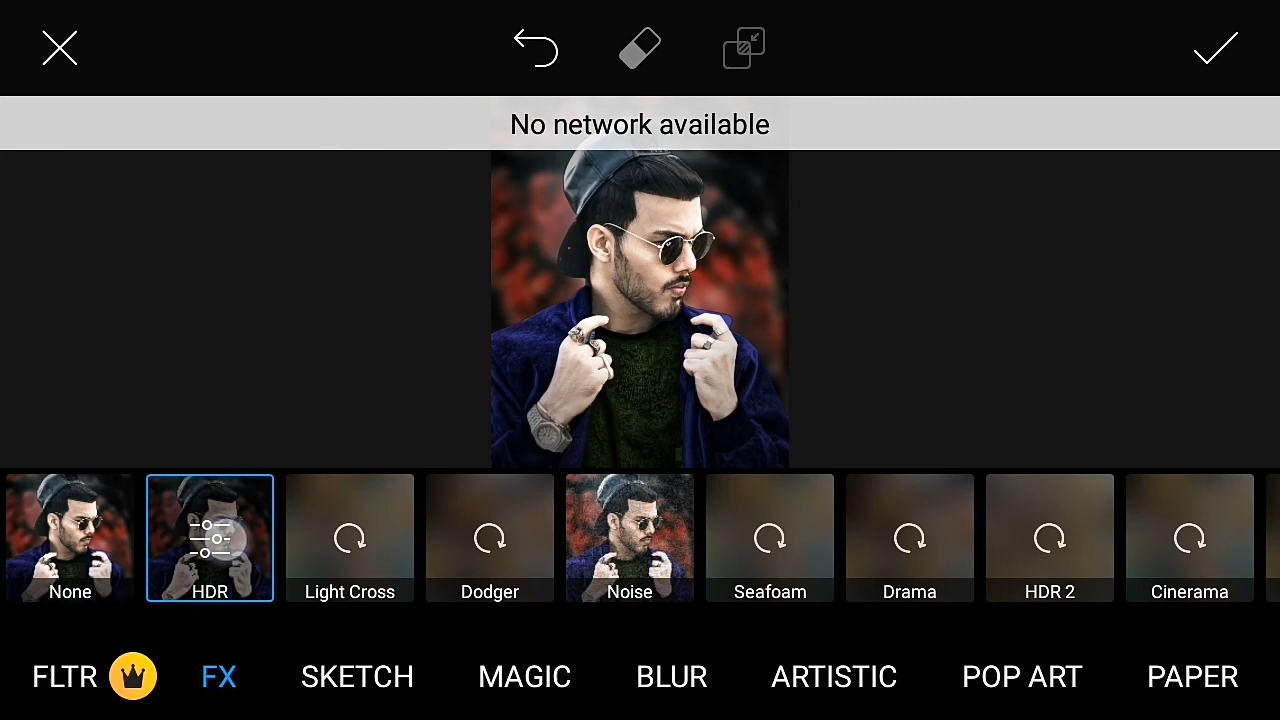 No network available
None
HDR
Light Cross
Dodger
Noise
Seafoam
Drama
HDR 2
Cinerama
FLTR
FX
SKETCH
MAGIC
BLUR
ARTISTIC
POP ART
PAPER